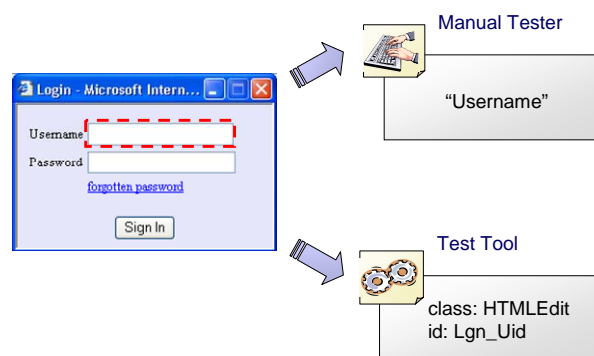 Manual Tester
“Username”
Login - Microsoft Intern...
Username
Password
forgotten password
Sign In
Test Tool
class: HTMLEdit
id: Lgn_Uid